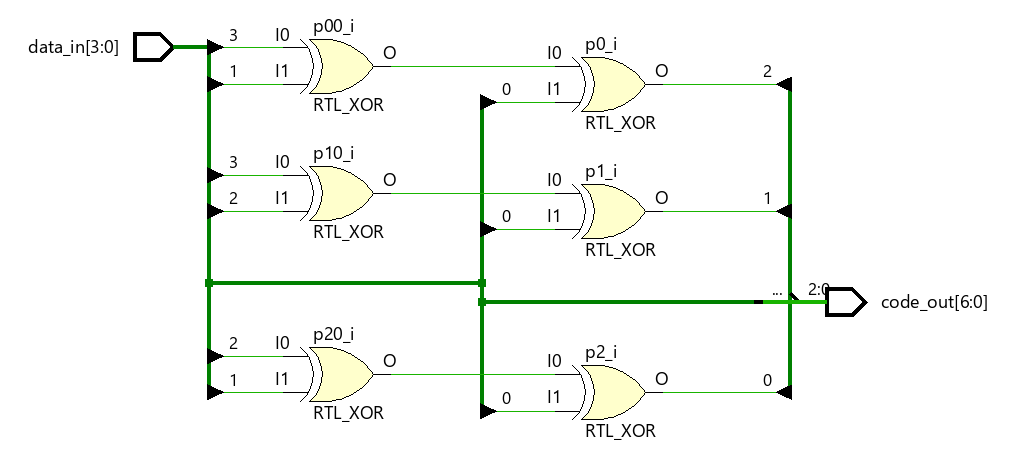 p00_i
p0_i
data_in[3:0]
3
I0
O
I0
O
2
1
I1
0
I1
RTL_XOR
RTL_XOR
p10_i
p1_i
3
I0
O
I0
O
1
2
I1
0
I1
RTL_XOR
RTL_XOR
...
2:0
code_out[6:0]
p20_i
p2_i
2
I0
O
I0
O
0
1
I1
0
I1
RTL_XOR
RTL_XOR